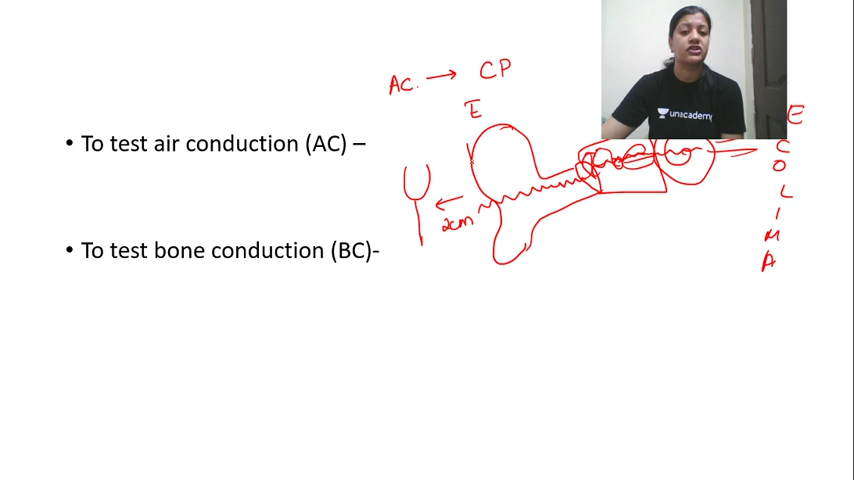 AC. → CP
E
unacademy
• To test air conduction (AC) –
2cm
• To test bone conduction (BC)-
E
C
O
L
I
M
A